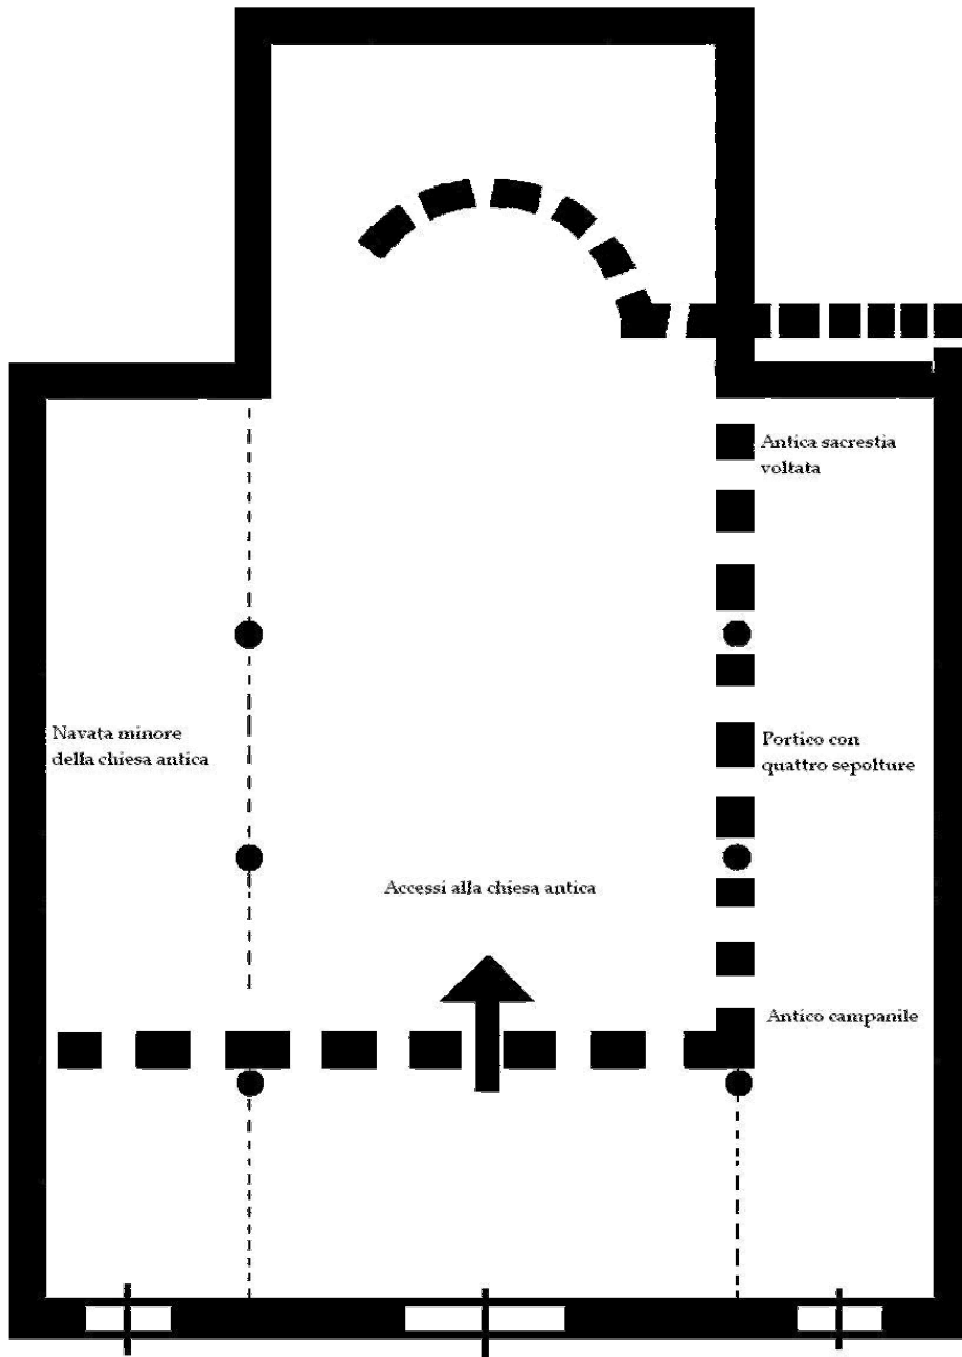 Antica sacrestia
voltata
Navata minore
della chiesa antica
Portico con
quattro sepolture
Accessi alla chiesa antica
Antico campanile